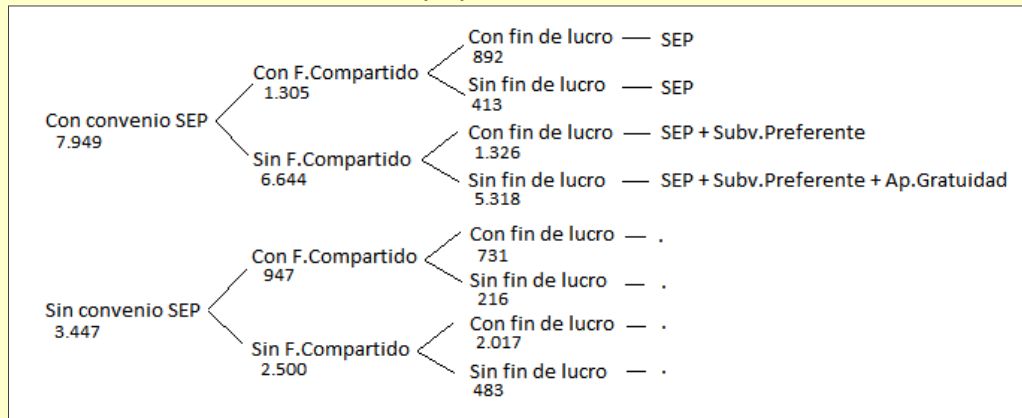 Con fin de lucro — SEP
892
Con F.Compartido
1.305
Sin fin de lucro — SEP
413
Con convenio SEP
7.949
Con fin de lucro — SEP + Subv.Preferente
1.326
Sin F.Compartido
6.644
Sin fin de lucro — SEP + Subv.Preferente + Ap.Gratuidad
5.318
Con fin de lucro — .
731
Con F.Compartido
947
Sin fin de lucro — .
216
Sin convenio SEP
3.447
Con fin de lucro — .
2.017
Sin F.Compartido
2.500
Sin fin de lucro — .
483